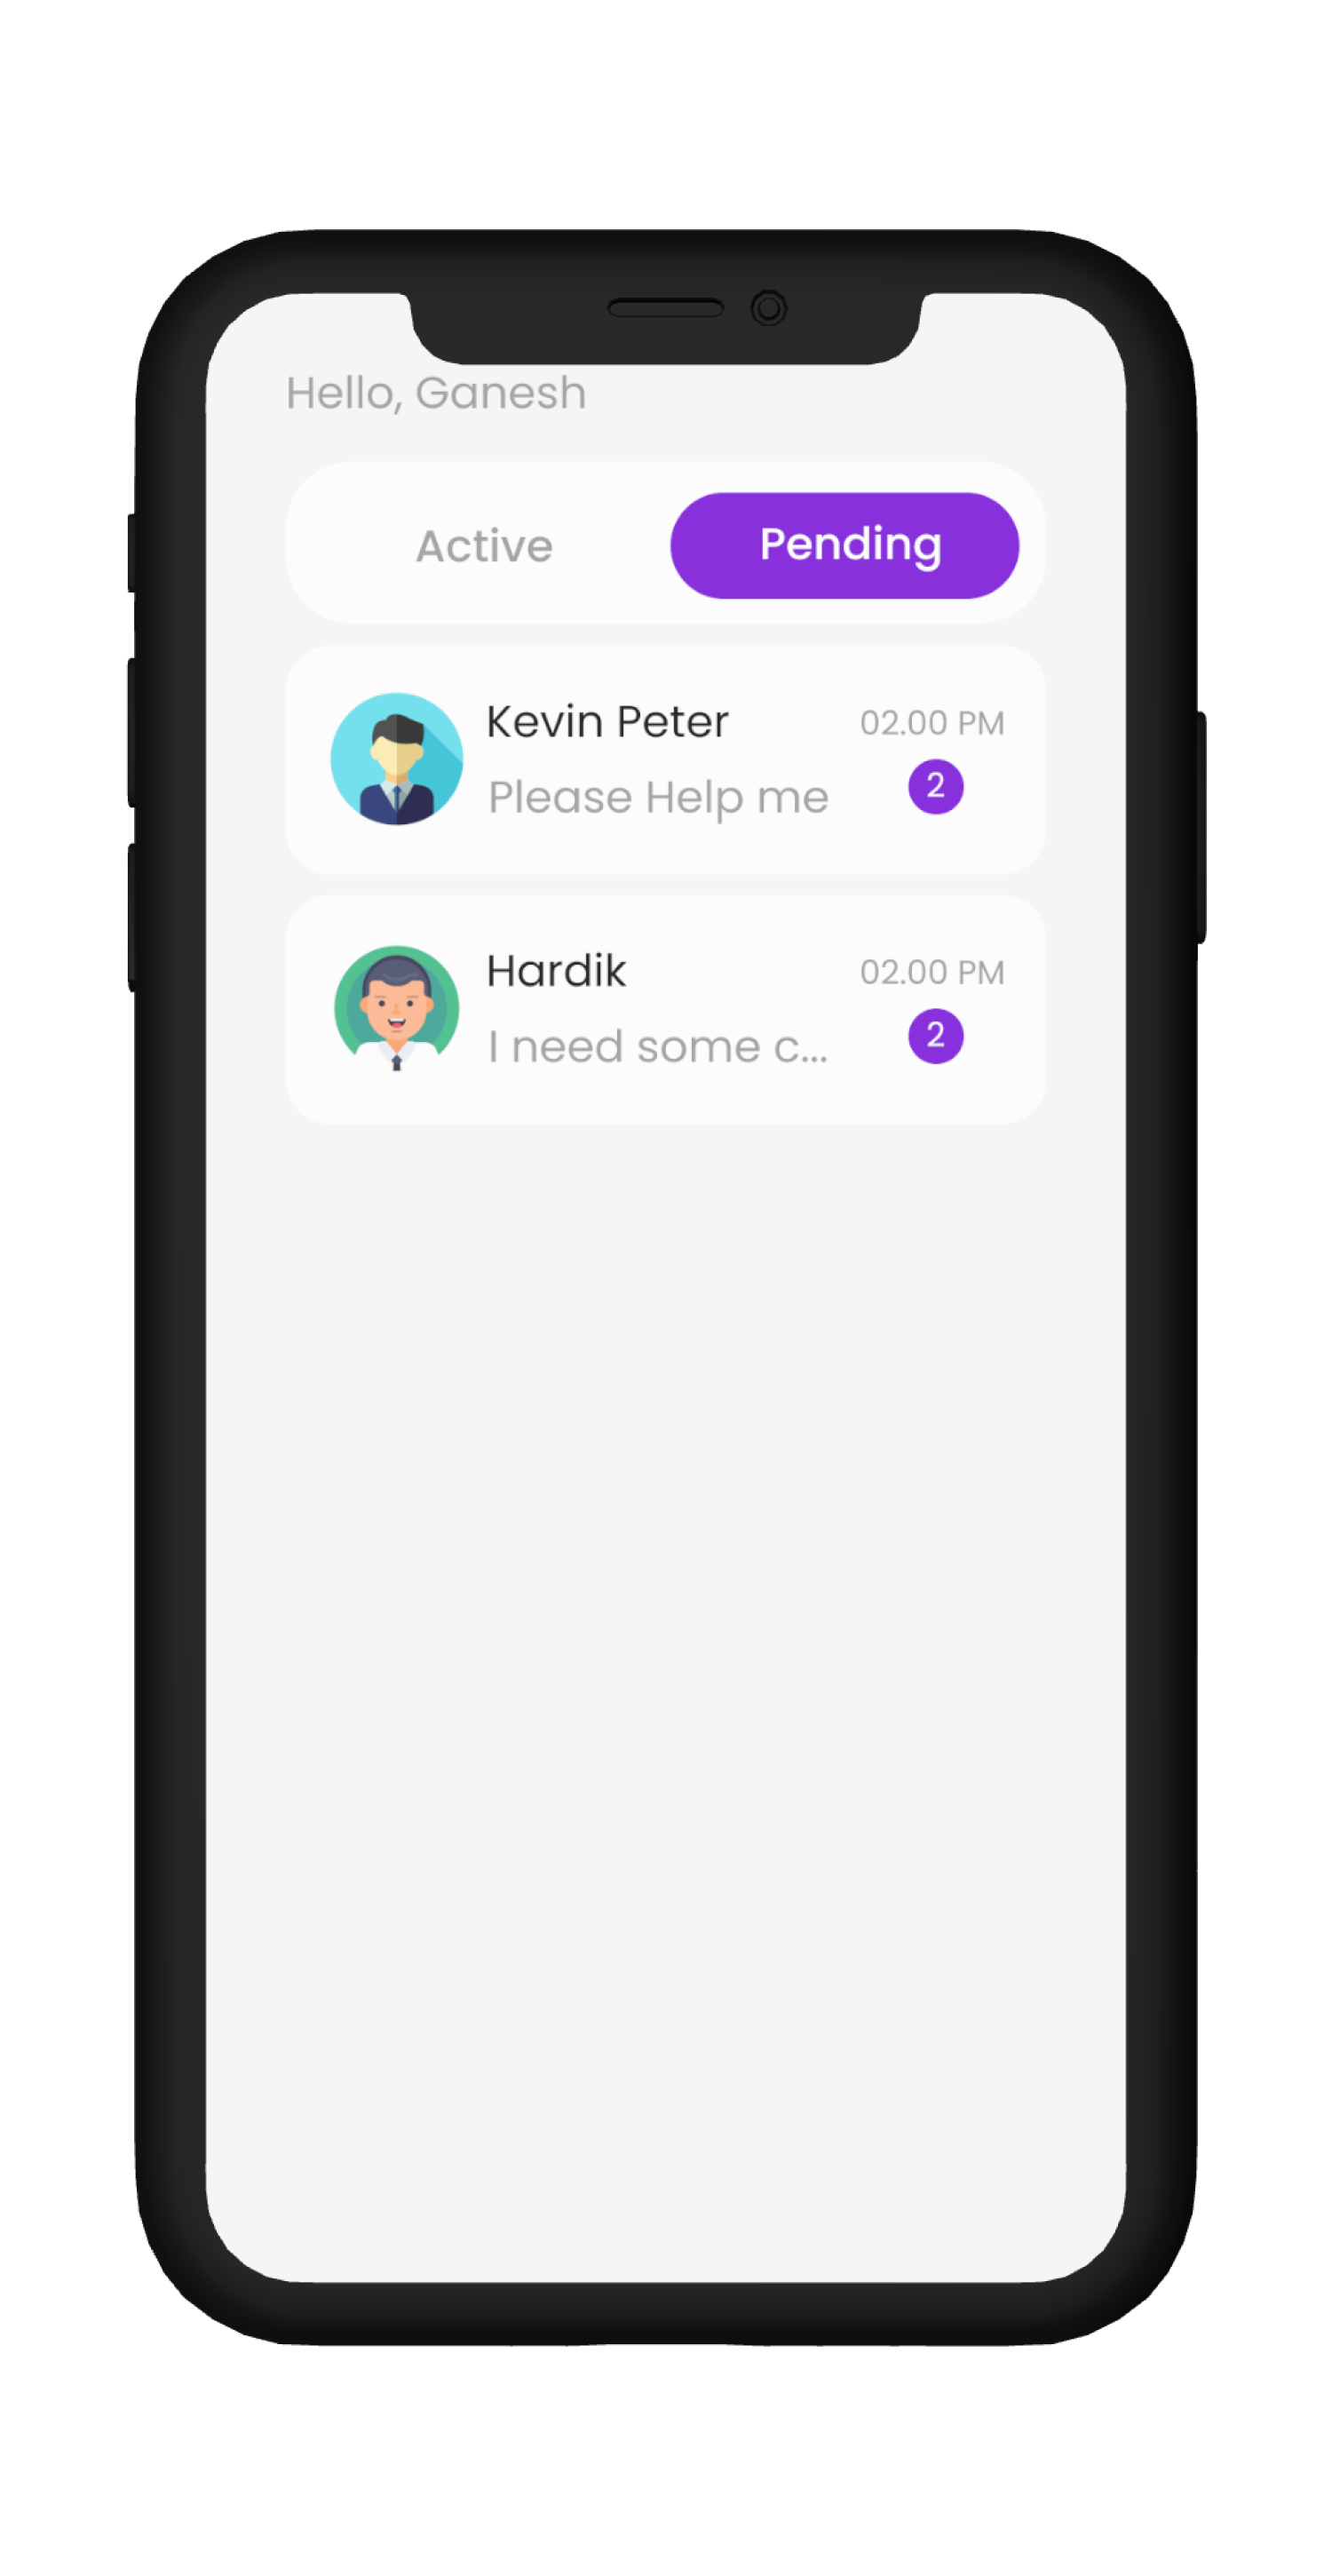 Hello, Ganesh
Active Pending
Kevin Peter 02.00 PM
Please Help me 2
Hardik 02.00 PM
I need some c... 2